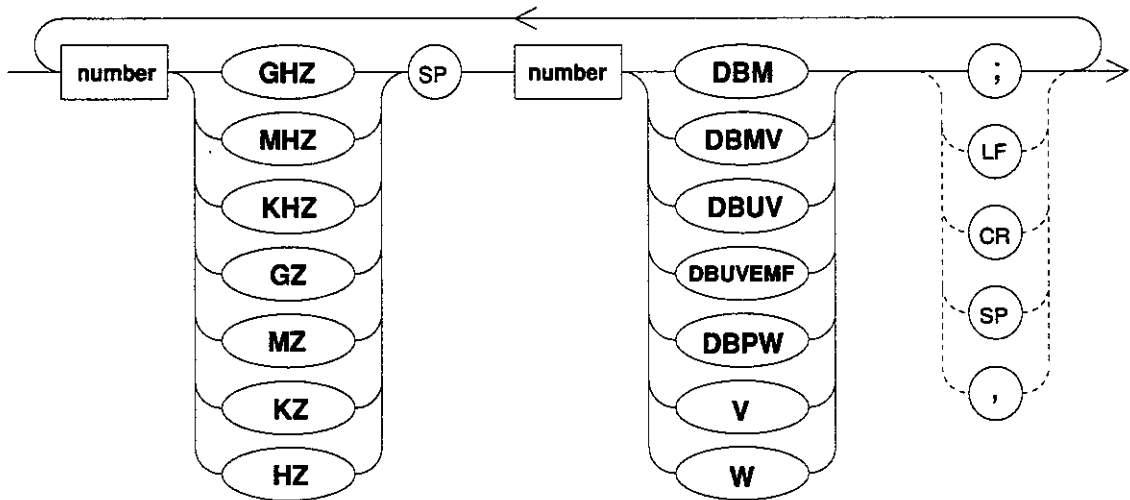 number GHZ SP number DBM ;
MHZ DBMV LF
KHZ DBUV CR
GZ DBUVEMF
MZ DBPW SP
KZ V ,
HZ W